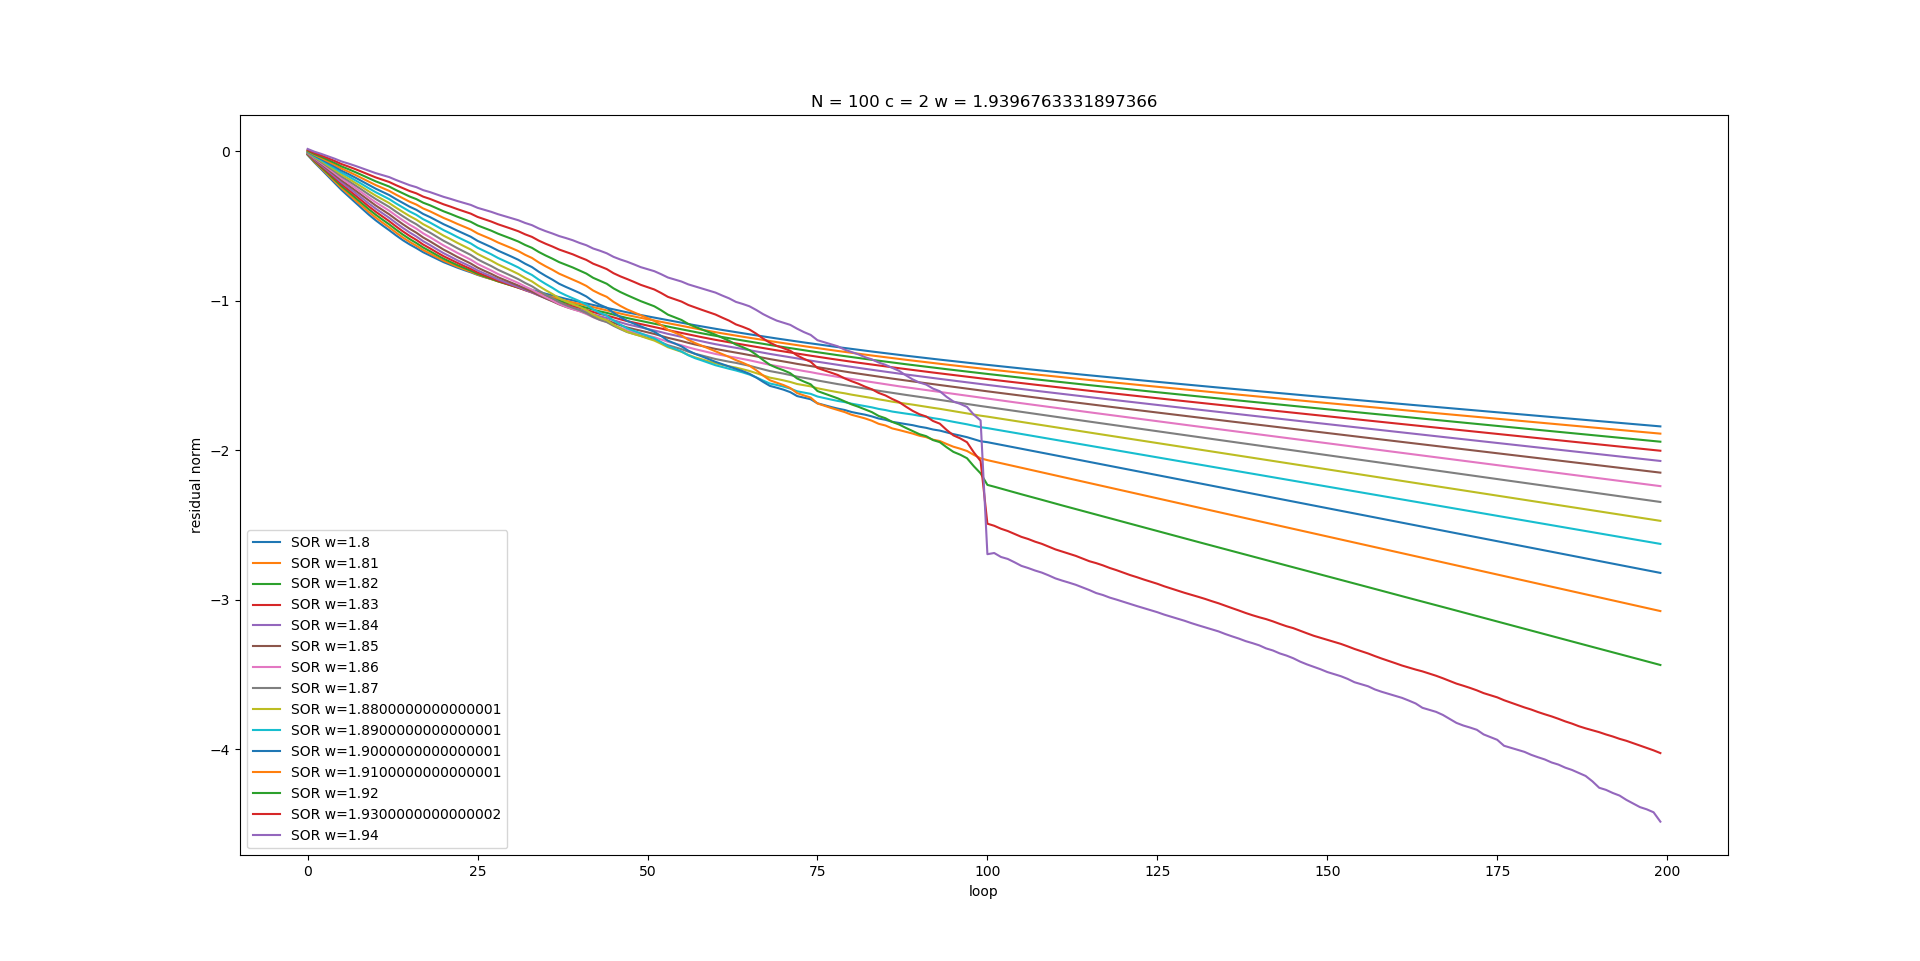 N = 100 c = 2 w = 1.9396763331897366
0
−1
−2
−3
−4
residual norm
SOR w=1.8
SOR w=1.81
SOR w=1.82
SOR w=1.83
SOR w=1.84
SOR w=1.85
SOR w=1.86
SOR w=1.87
SOR w=1.8800000000000001
SOR w=1.8900000000000001
SOR w=1.9000000000000001
SOR w=1.9100000000000001
SOR w=1.92
SOR w=1.9300000000000002
SOR w=1.94
0 25 50 75 100 125 150 175 200
loop